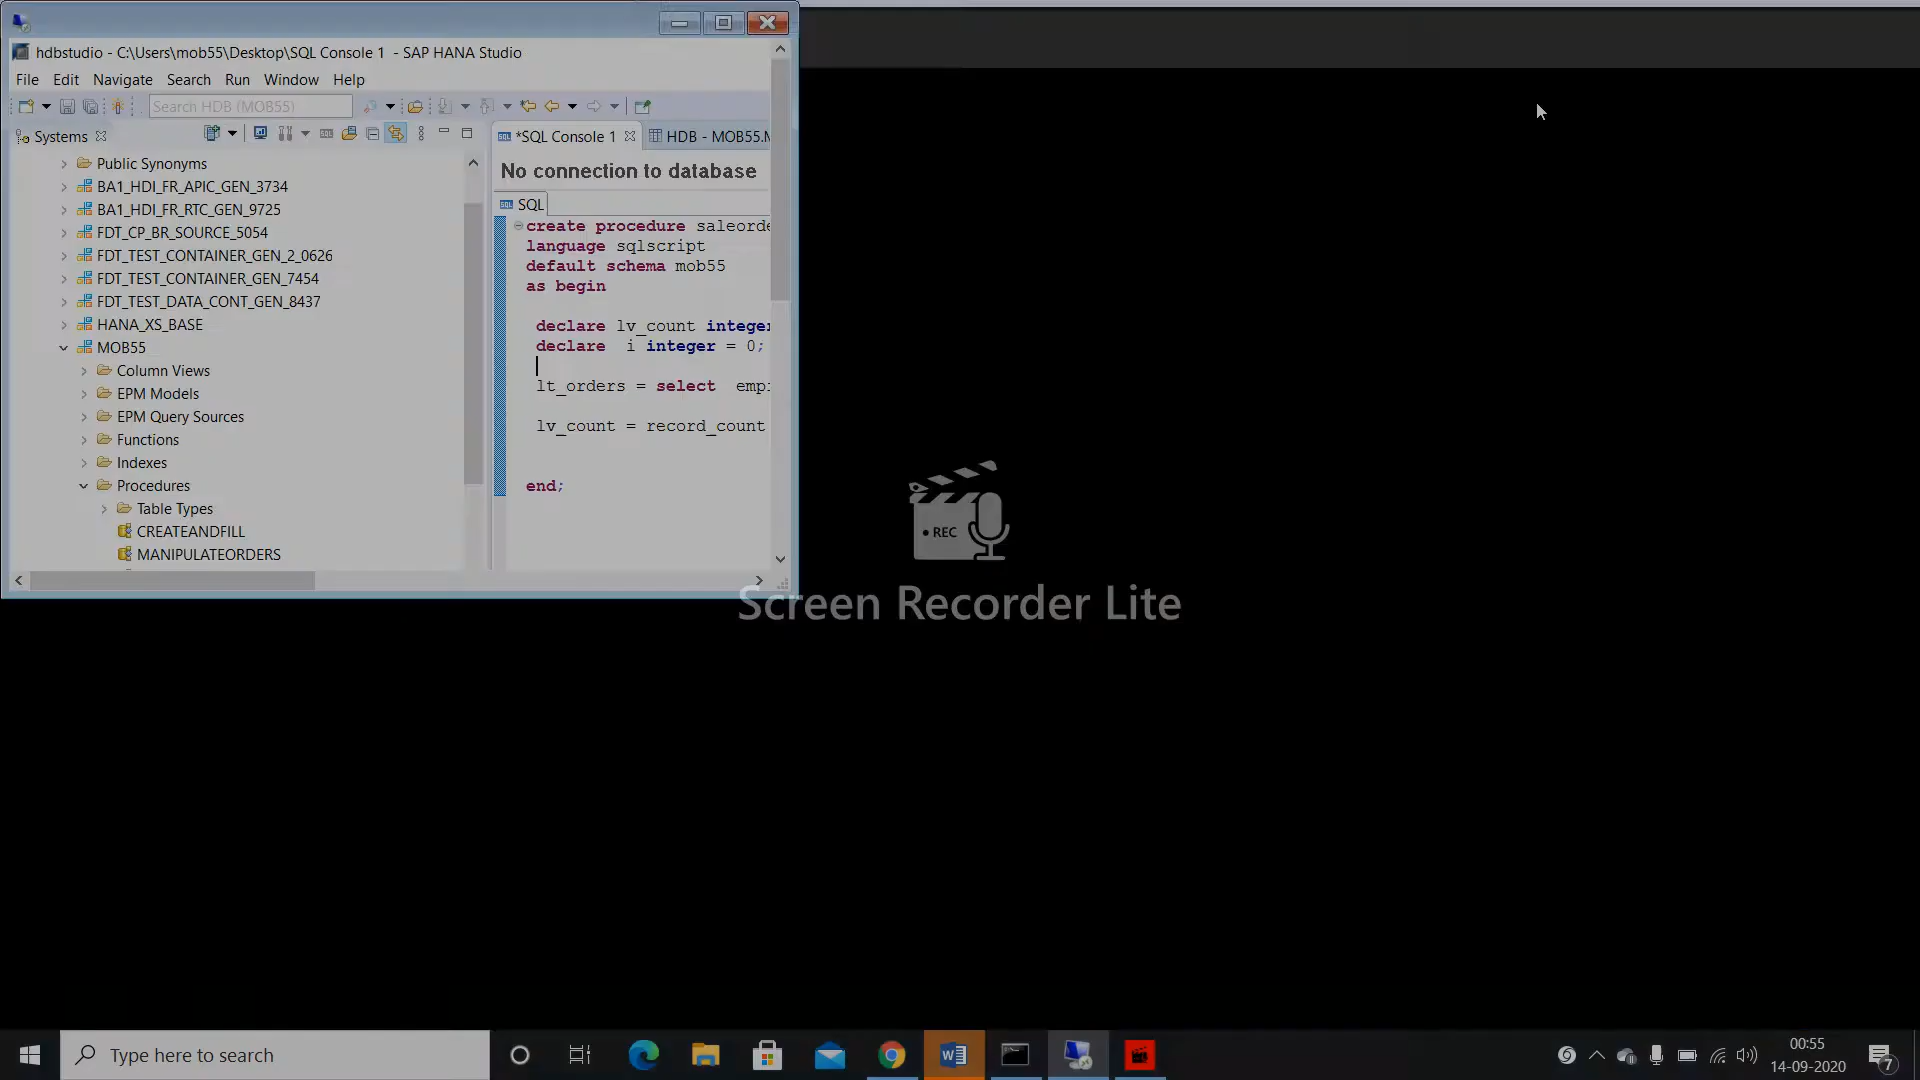 hdbstudio - C:\Users\mob55\Desktop\SQL Console 1 - SAP HANA Studio
File Edit Navigate Search Run Window Help
Search HDB (MOB55)
Systems
Public Synonyms
BA1_HDI_FR_APIC_GEN_3734
BA1_HDI_FR_RTC_GEN_9725
FDT_CP_BR_SOURCE_5054
FDT_TEST_CONTAINER_GEN_2_0626
FDT_TEST_CONTAINER_GEN_7454
FDT_TEST_DATA_CONT_GEN_8437
HANA_XS_BASE
MOB55
Column Views
EPM Models
EPM Query Sources
Functions
Indexes
Procedures
Table Types
CREATEANDFILL
MANIPULATEORDERS
*SQL Console 1
HDB - MOB55.M
No connection to database
SQL
create procedure saleorde
language sqlscript
default schema mob55
as begin
declare lv_count integer
declare i integer = 0;
lt_orders = select emp
lv_count = record_count
end;
REC
Screen Recorder Lite
Type here to search
00:55
14-09-2020
7